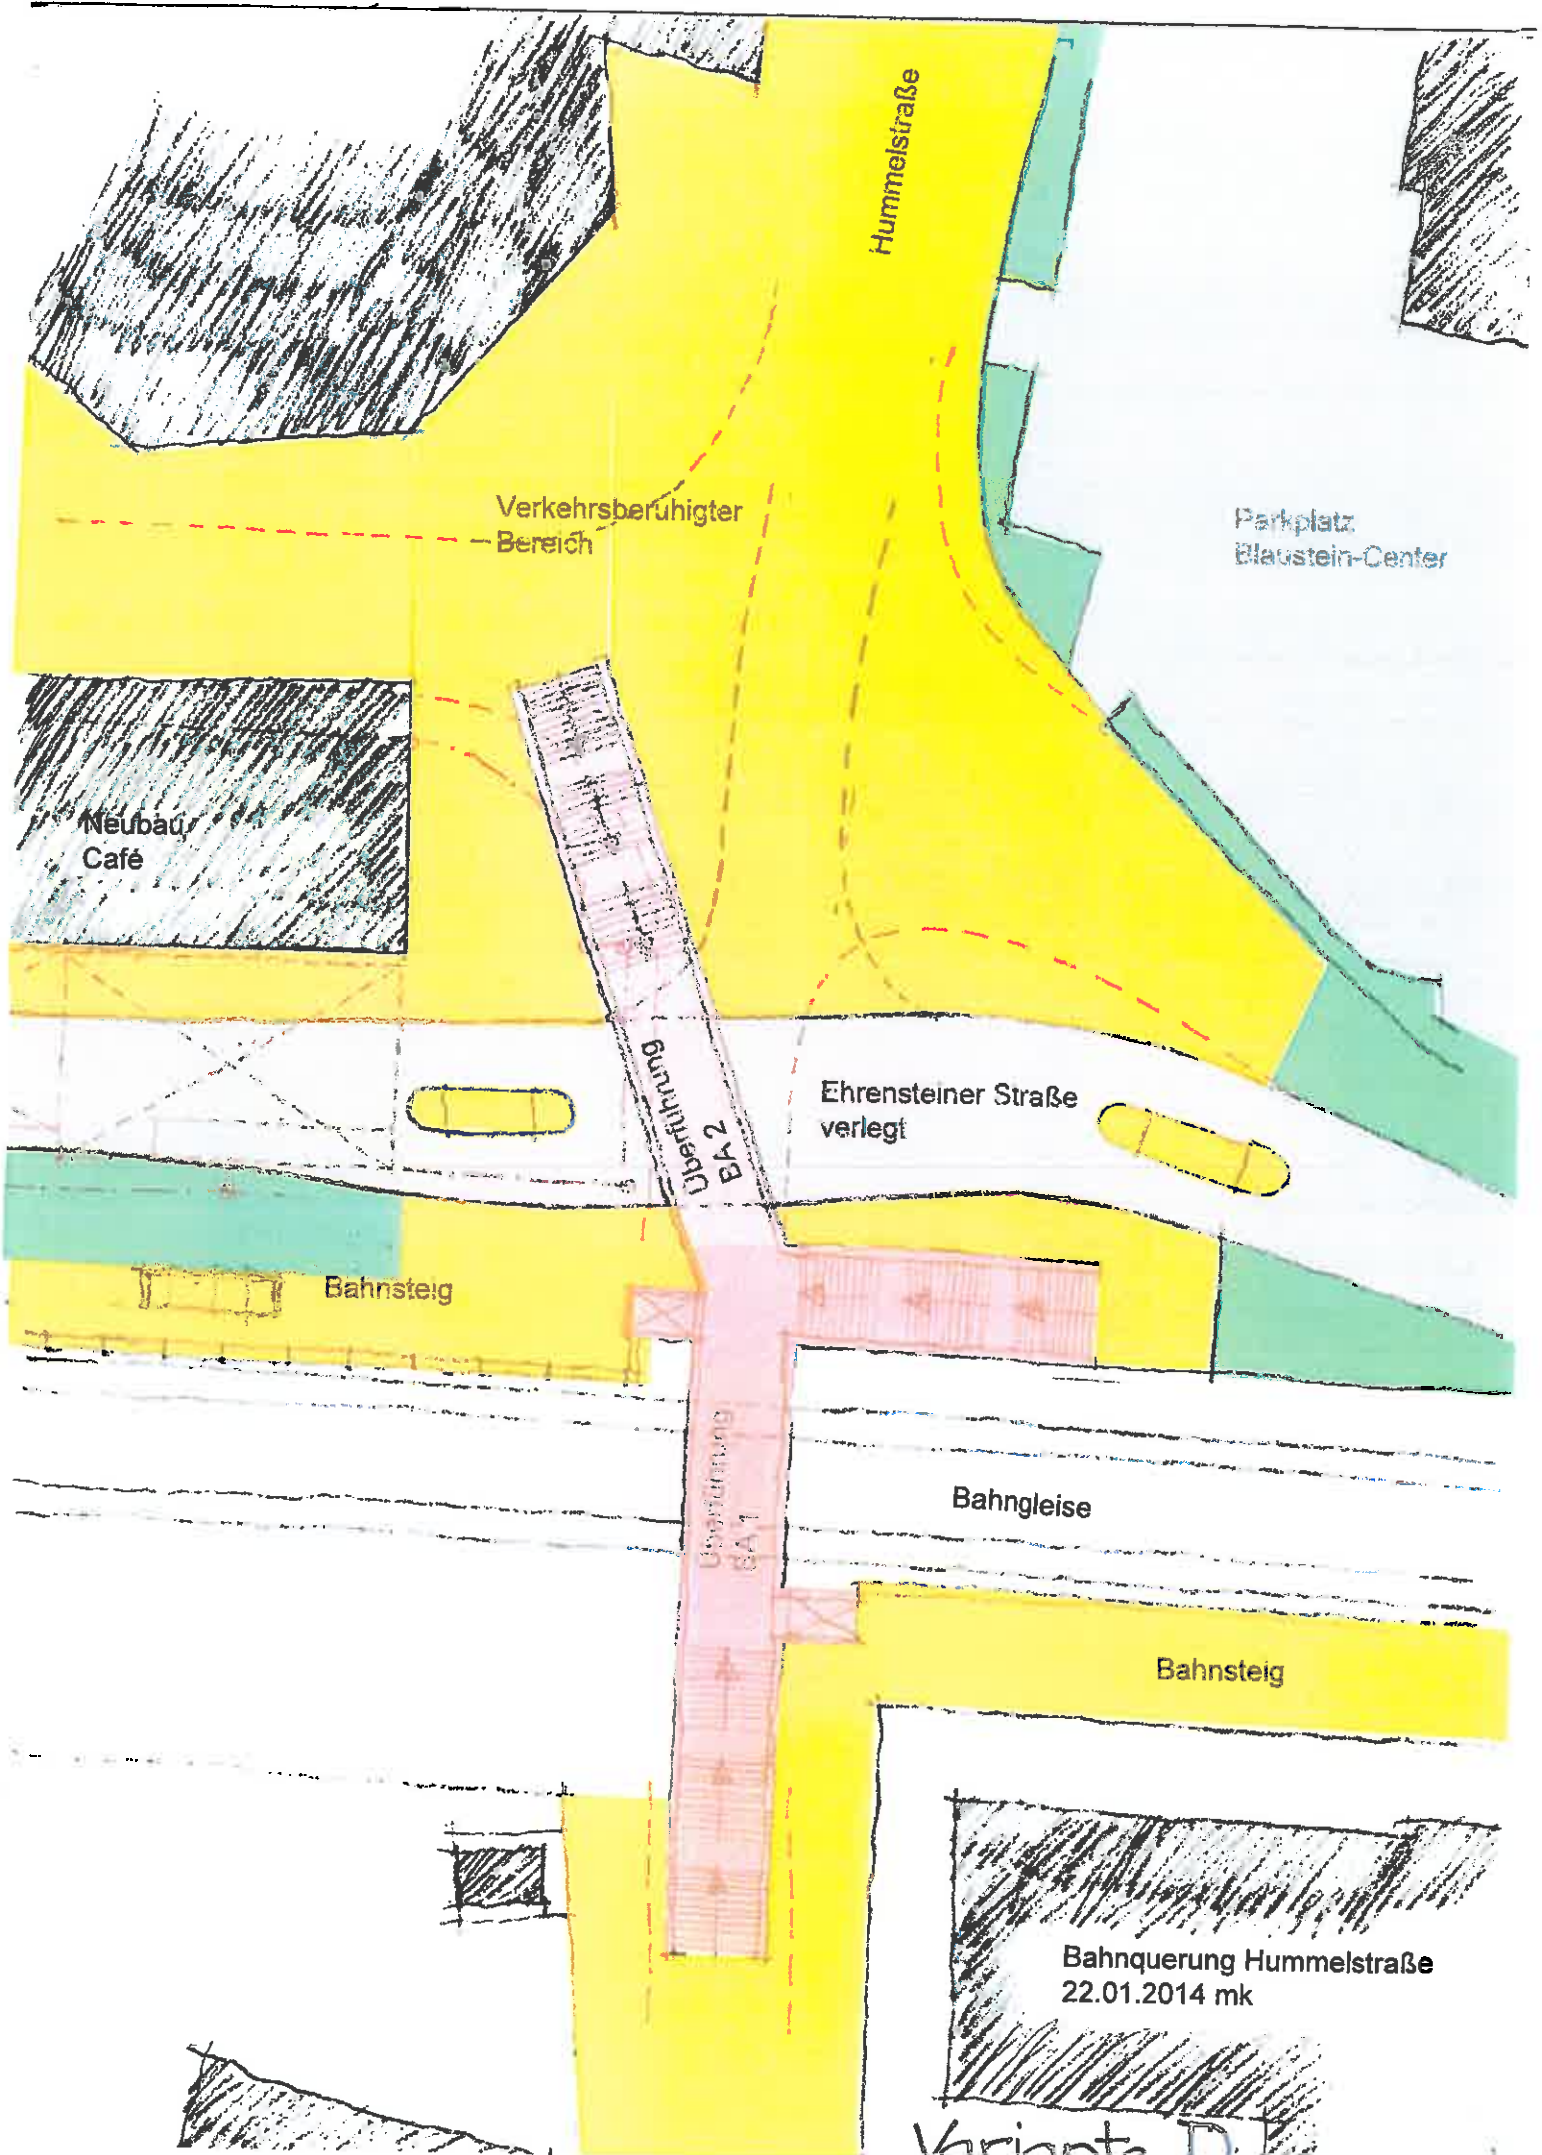 Hummelstraße
Verkehrsberuhigter
Bereich
Parkplatz
Blaustein-Center
Neubau
Café
Überführung
BA 2
Ehrensteiner Straße
verlegt
Bahnsteig
Überführung
BA 1
Bahngleise
Bahnsteig
Bahnquerung Hummelstraße
22.01.2014 mk
Variante D